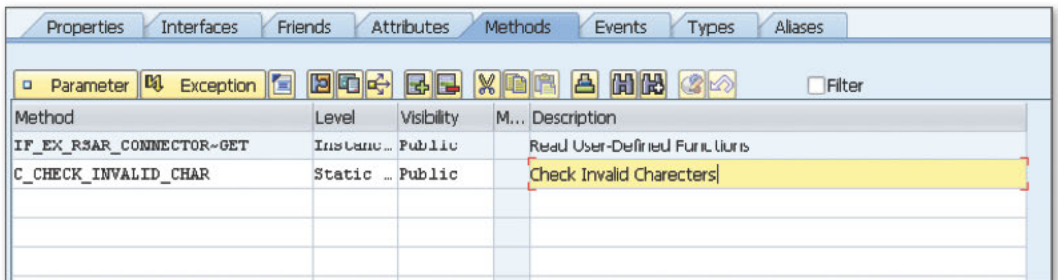 Properties Interfaces Friends Attributes Methods Events Types Aliases
Parameter Exception Filter
Method Level Visibility M... Description
IF_EX_RSAR_CONNECTOR~GET Instanc… Public Read User-Defined Functions
C_CHECK_INVALID_CHAR Static … Public Check Invalid Charecters